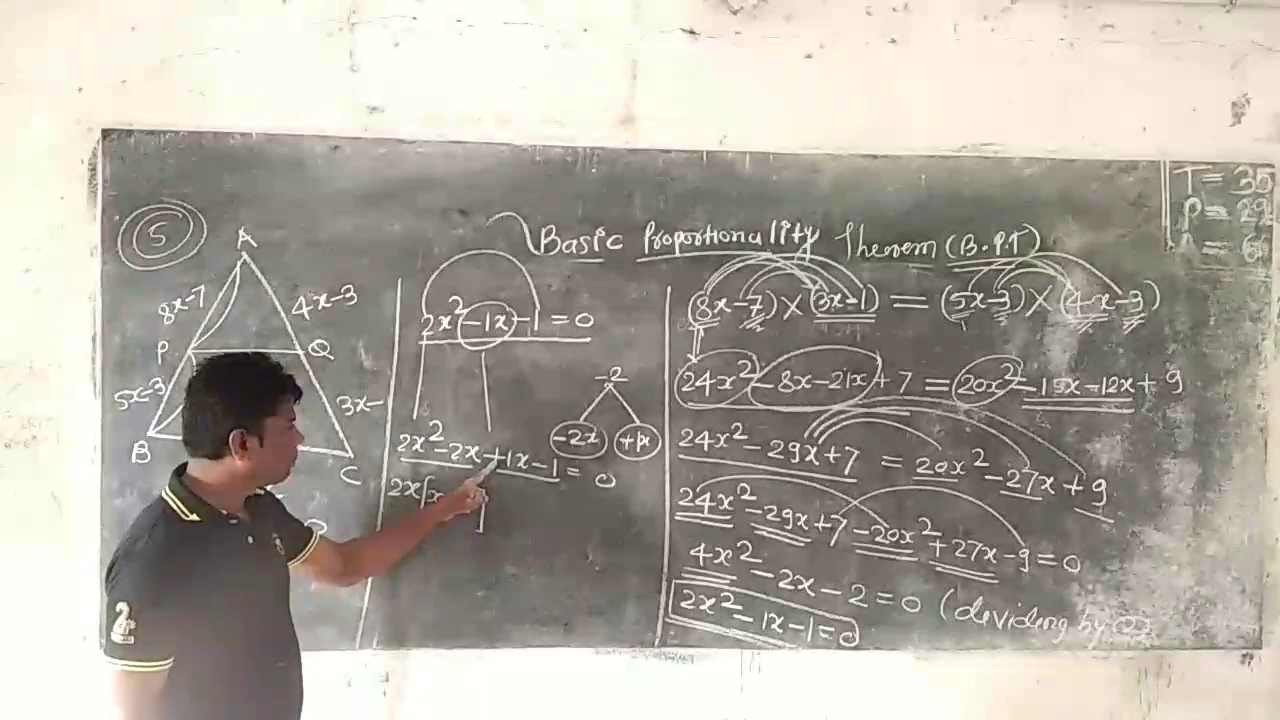 T = 35
P = 29
A = 6
5
Basic Proportionality Theorem (B.P.T)
A
8x-7
4x-3
P
Q
5x-3
3x-
B
C
2x²-1x-1=0
-2
-2x
2x²-2x+1x-1=0
2x[x
(8x-7)×(3x-1)=(5x-3)×(4x-3)
24x²-8x-21x+7=20x²-15x-12x+9
24x²-29x+7=20x²-27x+9
24x²-29x+7-20x²+27x-9=0
4x²-2x-2=0 (deviding by 2)
2x²-1x-1=0